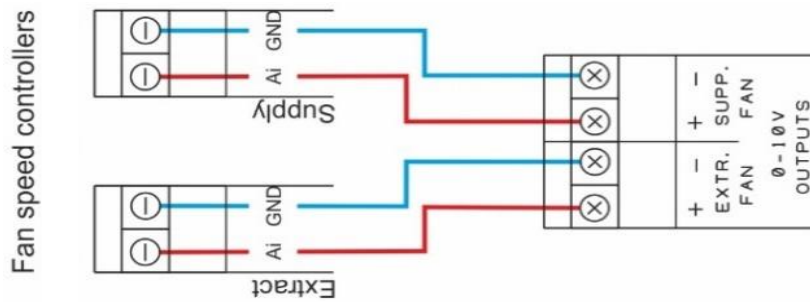 Fan speed controllers
GND
Ai
Supply
GND
Ai
Extract
− SUPP.
+ FAN
− EXTR.
+ FAN
0-10V
OUTPUTS